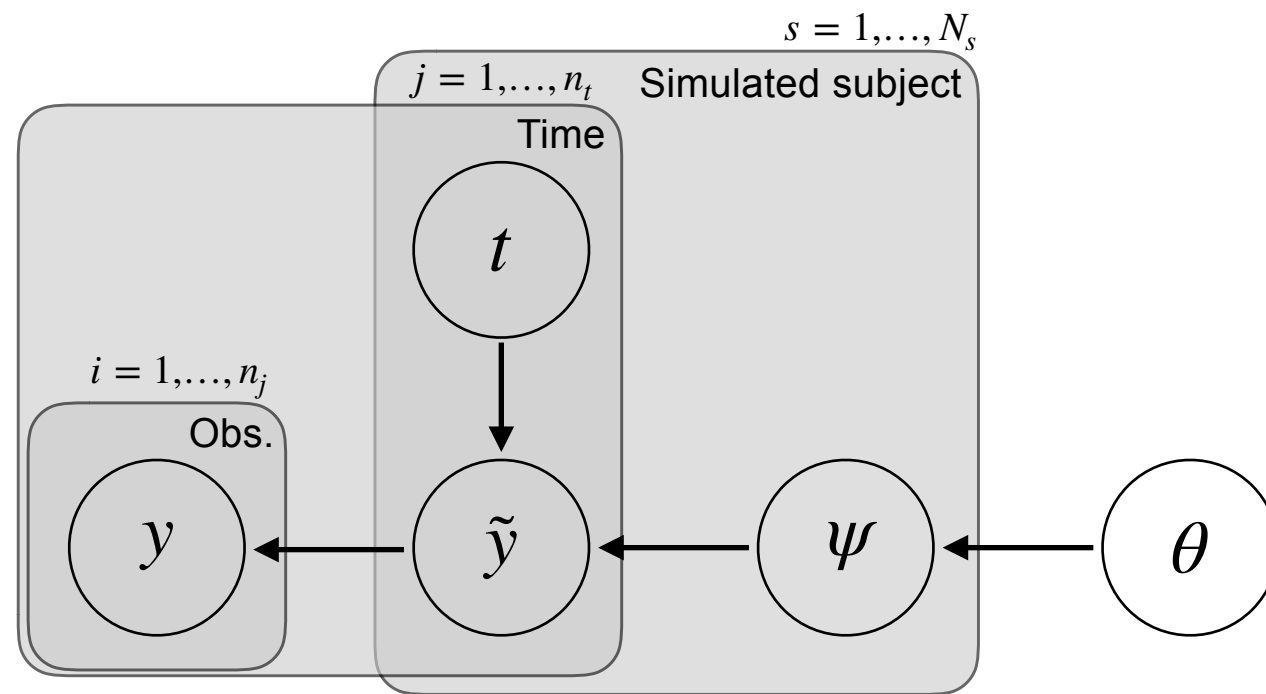 s = 1,…, N_s
j = 1,…, n_t
Simulated subject
Time
t
i = 1,…, n_j
Obs.
y
ỹ
ψ
θ